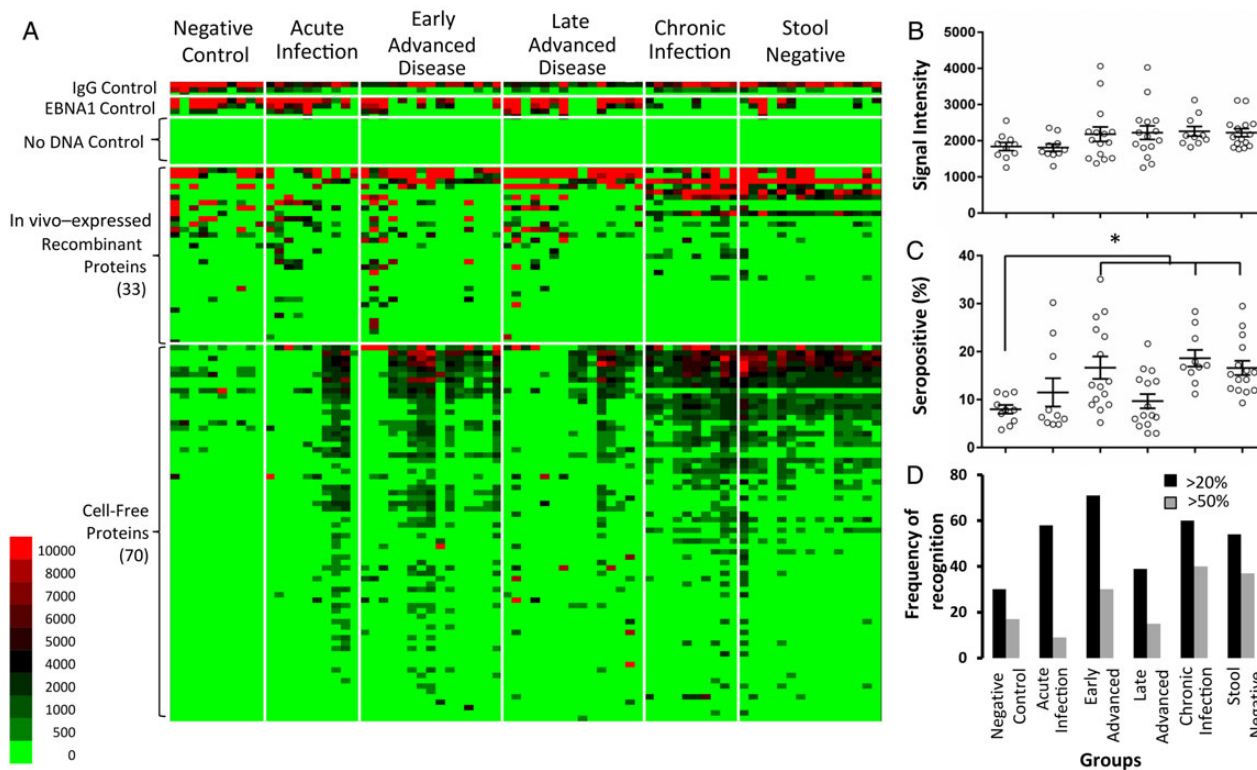 A
Negative
Control
Acute
Infection
Early
Advanced
Disease
Late
Advanced
Disease
Chronic
Infection
Stool
Negative
IgG Control
EBNA1 Control
No DNA Control
In vivo–expressed
Recombinant
Proteins
(33)
Cell-Free
Proteins
(70)
10000
8000
7000
6000
5000
4000
2000
1000
500
0
B
Signal Intensity
5000
4000
3000
2000
1000
0
C
Seropositive (%)
*
40
30
20
10
0
D
Frequency of
recognition
80
60
40
20
0
>20%
>50%
Negative
Control
Acute
Infection
Early
Advanced
Late
Advanced
Chronic
Infection
Stool
Negative
Groups